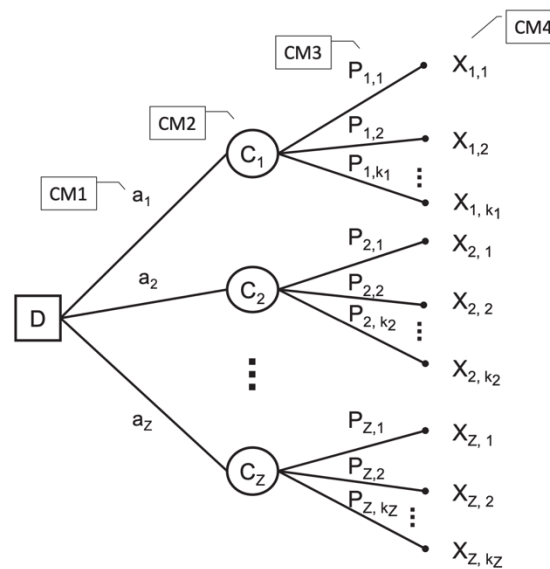 CM4
CM3
P1,1
X1,1
CM2
P1,2
X1,2
C1
P1,k1
CM1
a1
X1, k1
P2,1
X2, 1
a2
C2
P2,2
X2, 2
D
P2, k2
X2, k2
aZ
PZ,1
XZ, 1
CZ
PZ,2
XZ, 2
PZ, kZ
XZ, kZ